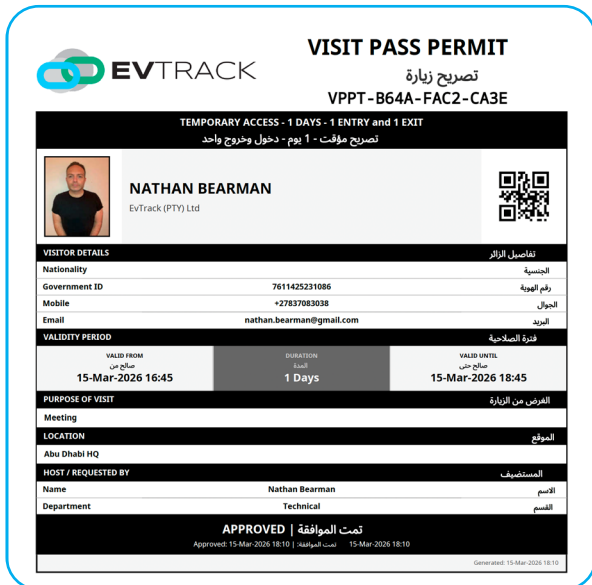 EVTRACK
VISIT PASS PERMIT
تصريح زيارة
VPPT-B64A-FAC2-CA3E
TEMPORARY ACCESS - 1 DAYS - 1 ENTRY and 1 EXIT
تصريح مؤقت - 1 يوم - دخول وخروج واحد
NATHAN BEARMAN
EvTrack (PTY) Ltd
VISITOR DETAILS تفاصيل الزائر
Nationality الجنسية
Government ID 7611425231086 رقم الهوية
Mobile +27837083038 الجوال
Email nathan.bearman@gmail.com البريد
VALIDITY PERIOD فترة الصلاحية
VALID FROM DURATION VALID UNTIL
صالح من المدة صالح حتى
15-Mar-2026 16:45 1 Days 15-Mar-2026 18:45
PURPOSE OF VISIT الغرض من الزيارة
Meeting
LOCATION الموقع
Abu Dhabi HQ
HOST / REQUESTED BY المستضيف
Name Nathan Bearman الاسم
Department Technical القسم
APPROVED | تمت الموافقة
Approved: 15-Mar-2026 18:10 | تمت الموافقة: 15-Mar-2026 18:10
Generated: 15-Mar-2026 18:10